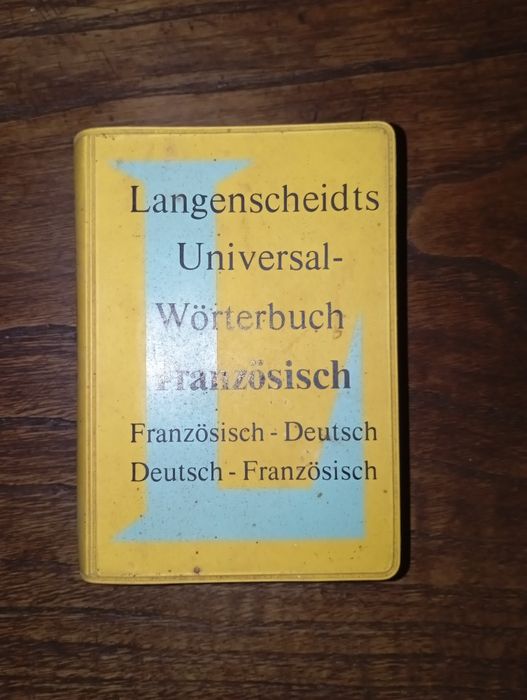 Langenscheidts
Universal-
Wörterbuch
Französisch
Französisch - Deutsch
Deutsch - Französisch